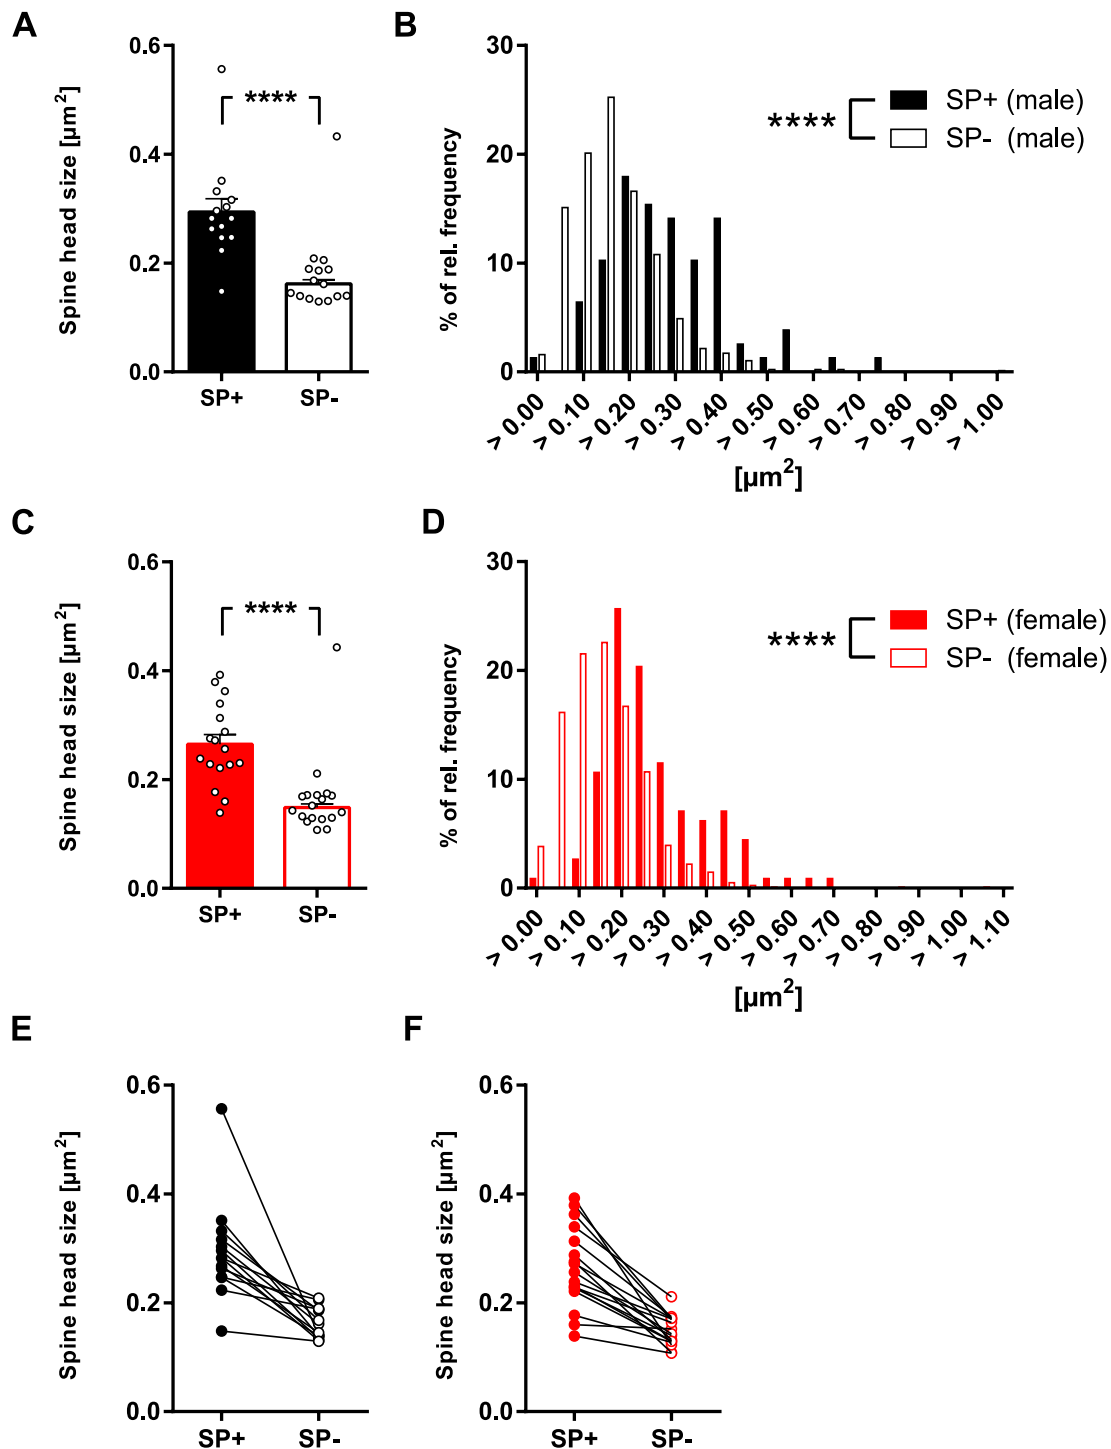 A
Spine head size [µm²]
0.6
0.4
0.2
0.0
****
SP+
SP-
B
% of rel. frequency
30
20
10
0
**** SP+ (male)
SP- (male)
> 0.00
> 0.10
> 0.20
> 0.30
> 0.40
> 0.50
> 0.60
> 0.70
> 0.80
> 0.90
> 1.00
[µm²]
C
Spine head size [µm²]
0.6
0.4
0.2
0.0
****
SP+
SP-
D
% of rel. frequency
30
20
10
0
**** SP+ (female)
SP- (female)
> 0.00
> 0.10
> 0.20
> 0.30
> 0.40
> 0.50
> 0.60
> 0.70
> 0.80
> 0.90
> 1.00
> 1.10
[µm²]
E
Spine head size [µm²]
0.6
0.4
0.2
0.0
SP+
SP-
F
Spine head size [µm²]
0.6
0.4
0.2
0.0
SP+
SP-